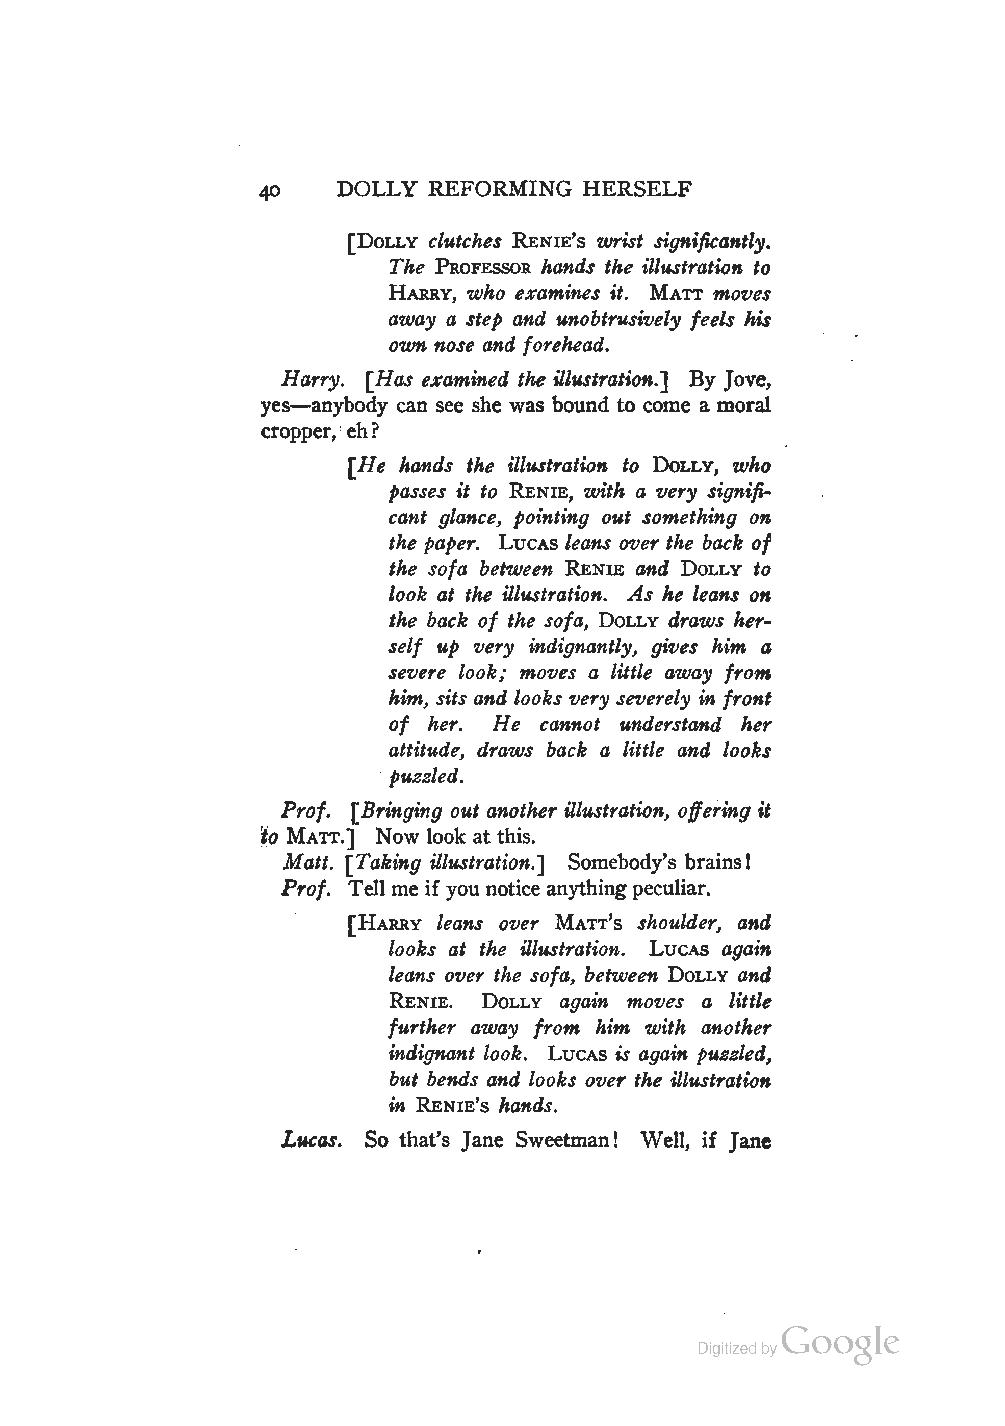 40 DOLLY REFORMING HERSELF
[DOLLY clutches RENIE'S wrist significantly.
The PROFESSOR hands the illustration to
HARRY, who examines it. MATT moves
away a step and unobtrusively feels his
own nose and forehead.
Harry. [Has examined the illustration.] By Jove,
yes—anybody can see she was bound to come a moral
cropper, eh?
[He hands the illustration to DOLLY, who
passes it to RENIE, with a very signifi-
cant glance, pointing out something on
the paper. LUCAS leans over the back of
the sofa between RENIE and DOLLY to
look at the illustration. As he leans on
the back of the sofa, DOLLY draws her-
self up very indignantly, gives him a
severe look; moves a little away from
him, sits and looks very severely in front
of her. He cannot understand her
attitude, draws back a little and looks
puzzled.
Prof. [Bringing out another illustration, offering it
to MATT.] Now look at this.
Matt. [Taking illustration.] Somebody's brains!
Prof. Tell me if you notice anything peculiar.
[HARRY leans over MATT'S shoulder, and
looks at the illustration. LUCAS again
leans over the sofa, between DOLLY and
RENIE. DOLLY again moves a little
further away from him with another
indignant look. LUCAS is again puzzled,
but bends and looks over the illustration
in RENIE'S hands.
Lucas. So that's Jane Sweetman! Well, if Jane
Digitized by Google